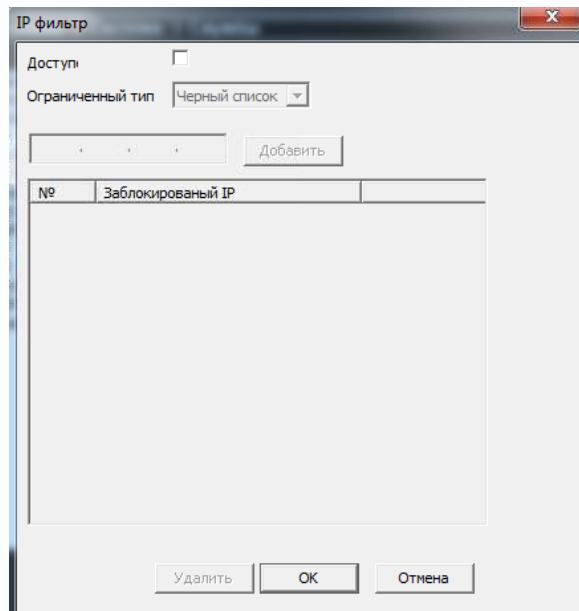 IP фильтр
Доступ
Ограниченный тип Черный список
Добавить
№ Заблокированый IP
Удалить OK Отмена